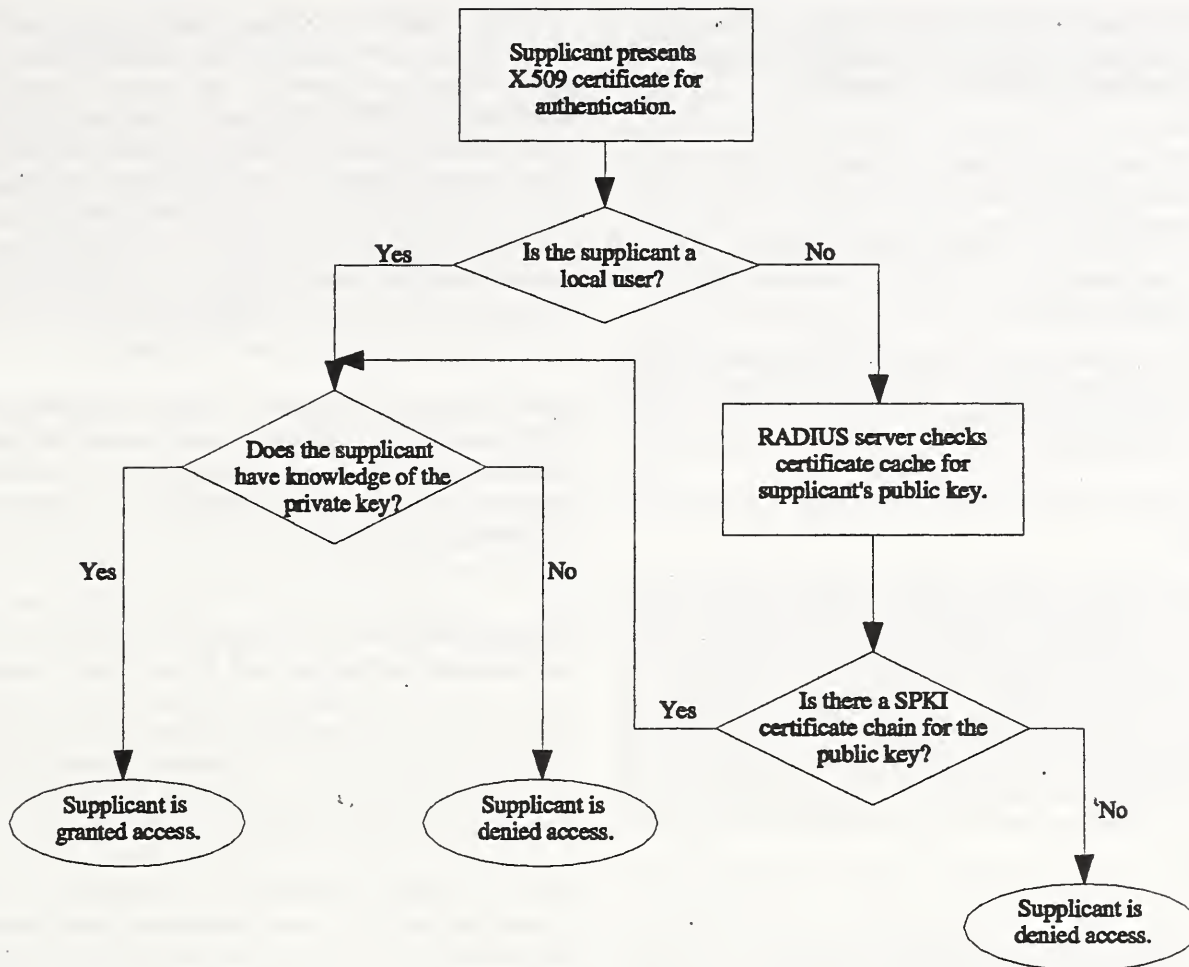 Supplicant presents
X.509 certificate for
authentication.
Yes
Is the supplicant a
local user?
No
Does the supplicant
have knowledge of the
private key?
RADIUS server checks
certificate cache for
supplicant's public key.
Yes
No
Yes
Is there a SPKI
certificate chain for the
public key?
No
Supplicant is
granted access.
Supplicant is
denied access.
Supplicant is
denied access.